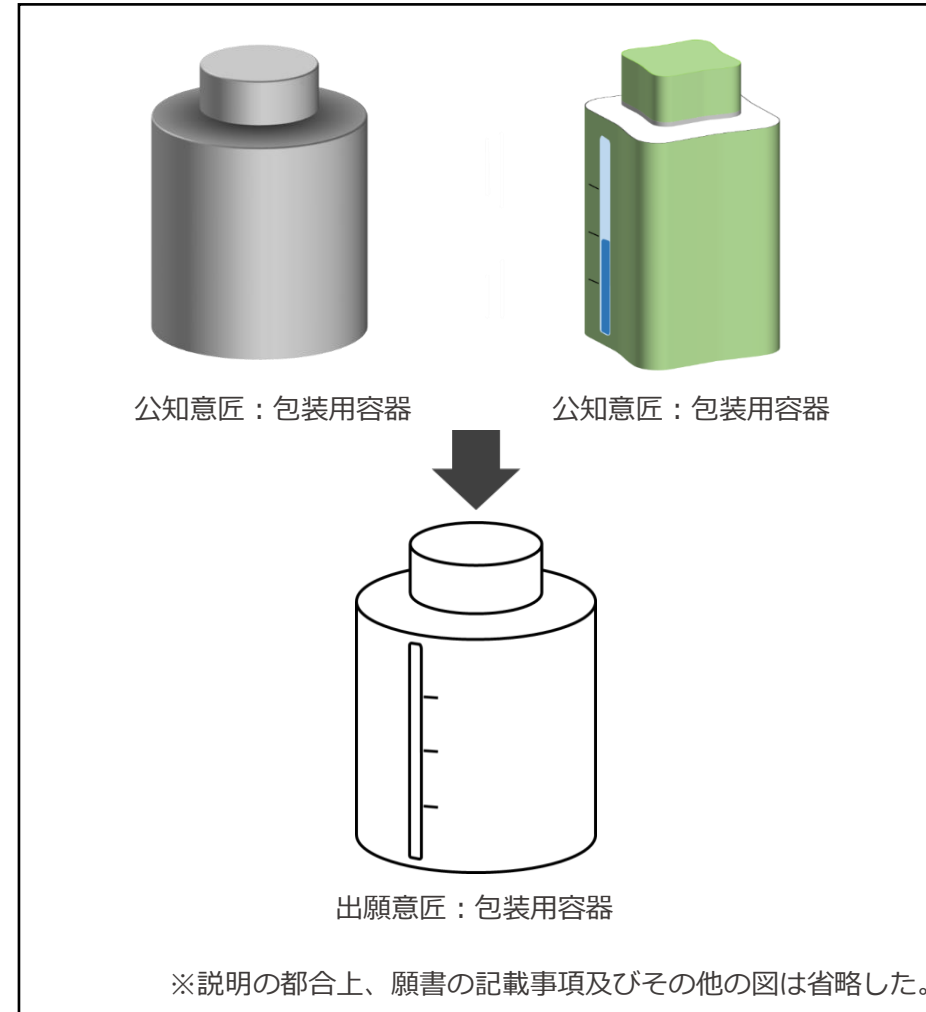 公知意匠：包装用容器
公知意匠：包装用容器
出願意匠：包装用容器
※説明の都合上、願書の記載事項及びその他の図は省略した。